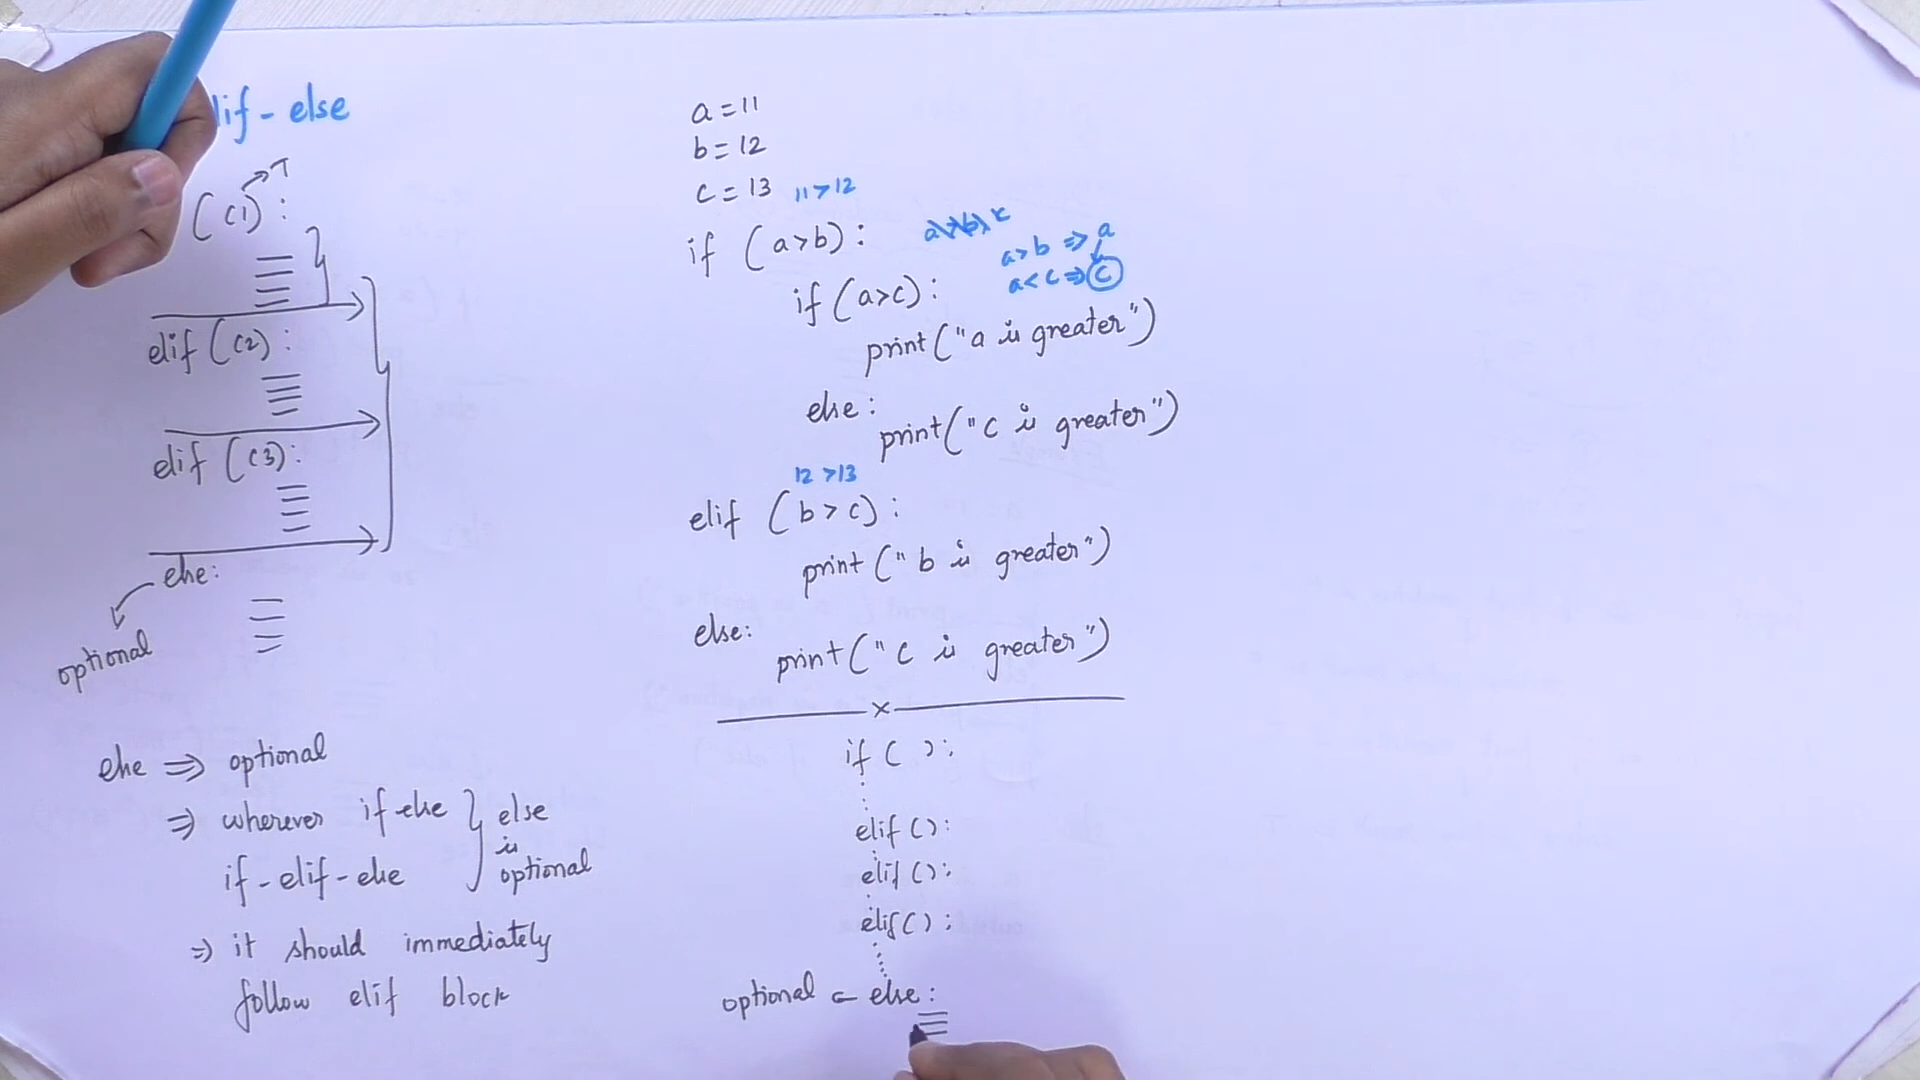 lif - else
(c1) : → T
elif (c2) :
elif (c3) :
else:
optional
else ⇒ optional
⇒ wherever if else } else
is
if - elif - else optional
⇒ it should immediately
follow elif block
a = 11
b = 12
c = 13 11 > 12
if (a>b) :
a>b ⇒ a
a<c ⇒ c
if (a>c) :
print("a is greater")
else :
print("c is greater")
12 > 13
elif (b > c) :
print ("b is greater")
else:
print("c is greater")
x
if ( ) :
elif () :
elif () :
elif () :
optional ← else :